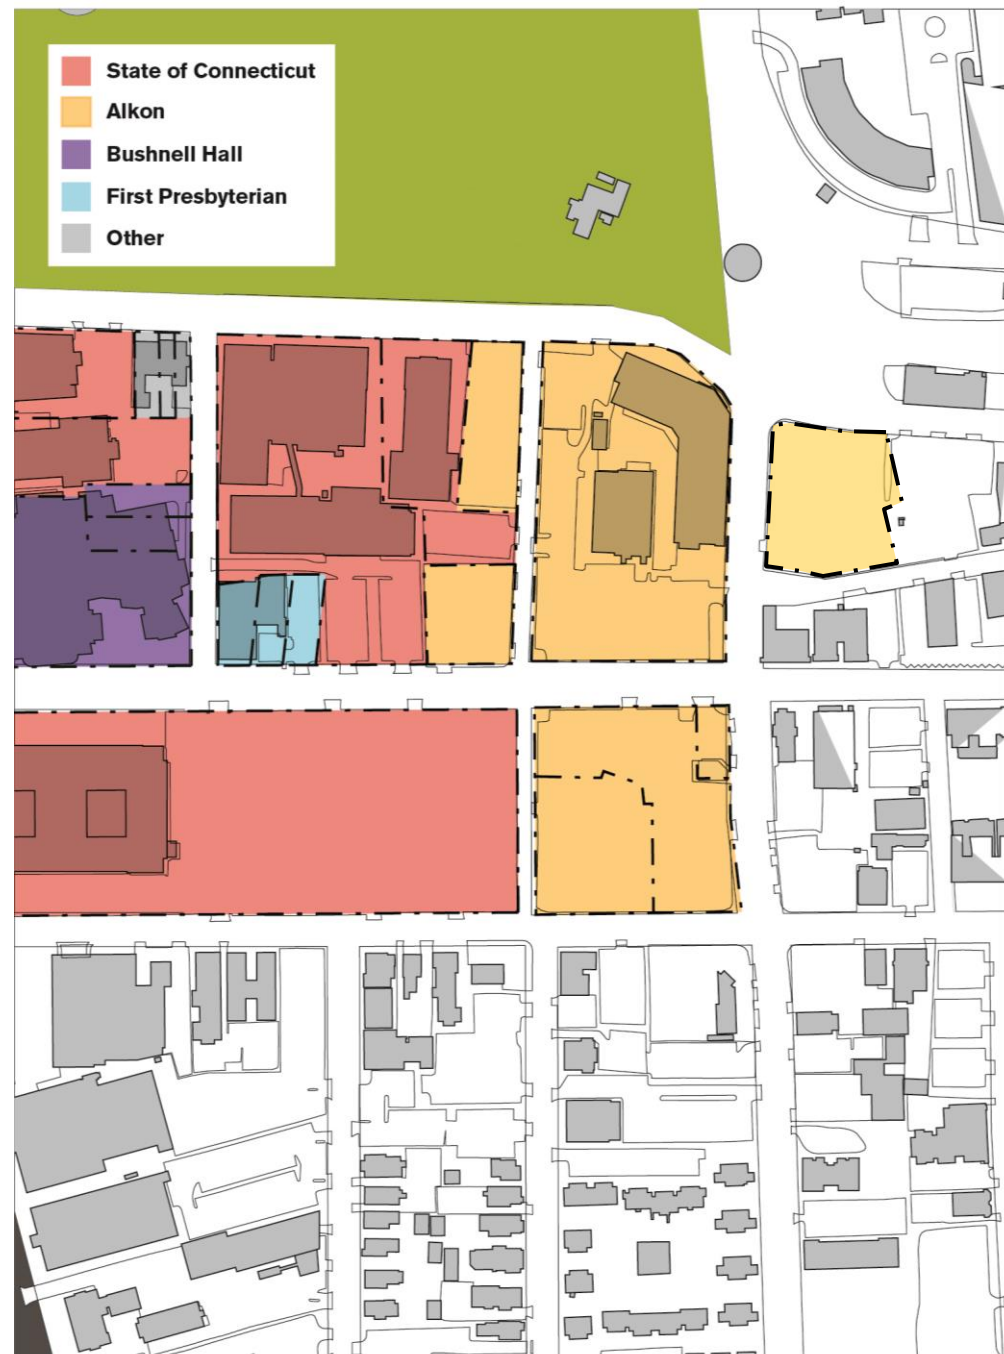 State of Connecticut
Alkon
Bushnell Hall
First Presbyterian
Other